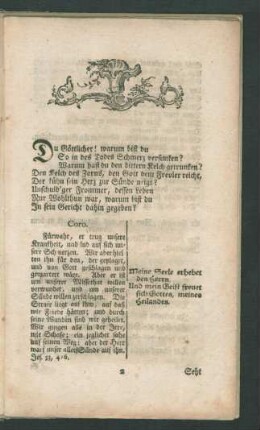 Du Göttlicher! warum bist du
So in des Todes Schmerz versunken?
Warum hast du den bittern Kelch getrunken?
Den Kelch des Zorns, den Gott dem Frevler reicht,
Der kühn sein Herz zur Sünde neigt?
Unschuld'ger Frommer, dessen Leben
Nur Wohlthun war, warum bist du
In sein Gericht dahin gegeben?
Coro.
Fürwahr, er trug unsere
Krankheit, und lud auf sich un-
sere Schmerzen. Wir aber hiel-
ten ihn für den, der geplagt,
und von Gott geschlagen und
gemartert wäre. Aber er ist
um unserer Missethat willen
verwundet, und um unserer
Sünde willen zerschlagen. Die
Strafe liegt auf ihm, auf daß
wir Friede hätten; und durch
seine Wunden sind wir geheilet.
Wir gingen alle in der Irre,
wie Schafe; ein jeglicher sahe
auf seinen Weg: aber der Herr
warf unser aller Sünde auf ihn.
Jes. 53, 4-6.
Meine Seele erhebet
den Herrn.
Und mein Geist freuet
sich Gottes, meines
Heilandes.
2
Seht